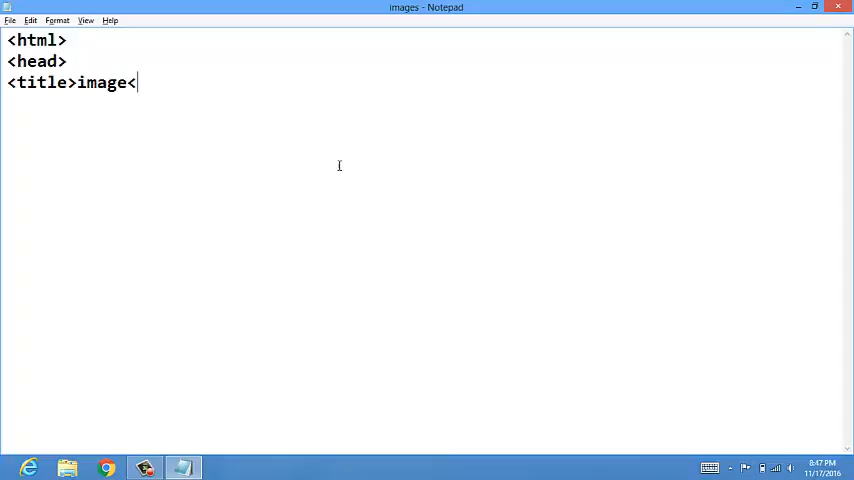 images - Notepad
File Edit Format View Help
<html>
<head>
<title>image<
8:47 PM
11/17/2016